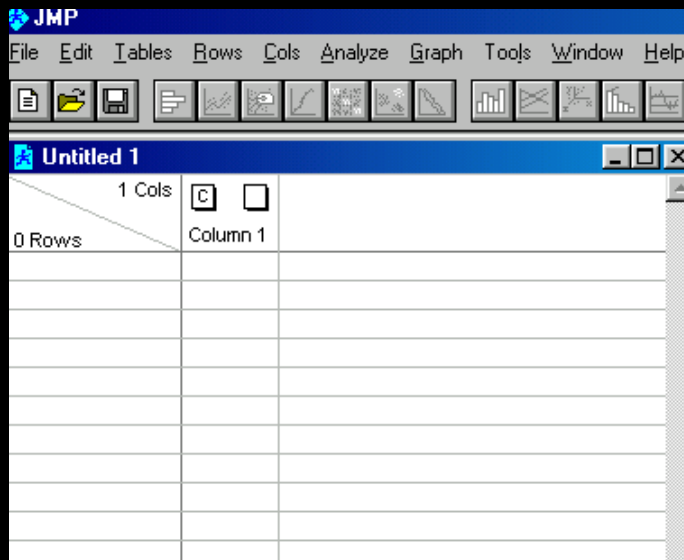 JMP
File Edit Tables Rows Cols Analyze Graph Tools Window Help
Untitled 1
1 Cols
C
0 Rows
Column 1